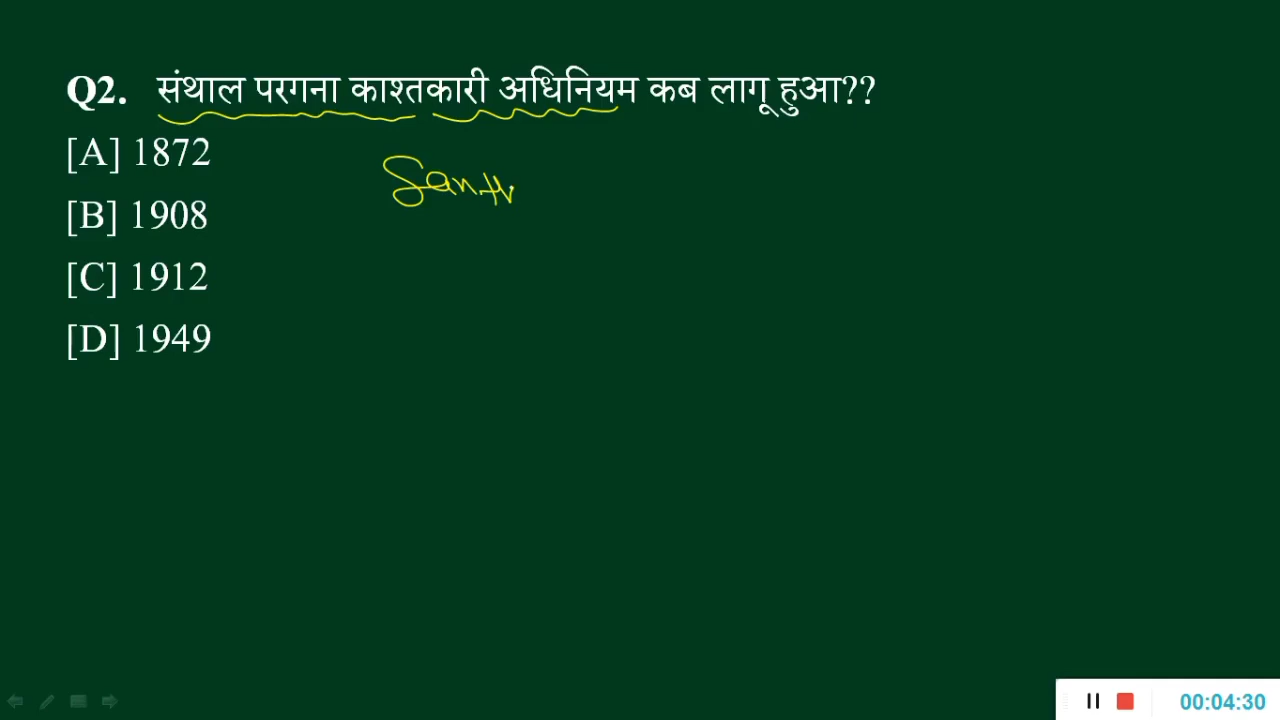 Q2. संथाल परगना काश्तकारी अधिनियम कब लागू हुआ??
[A] 1872
Santh
[B] 1908
[C] 1912
[D] 1949
00:04:30